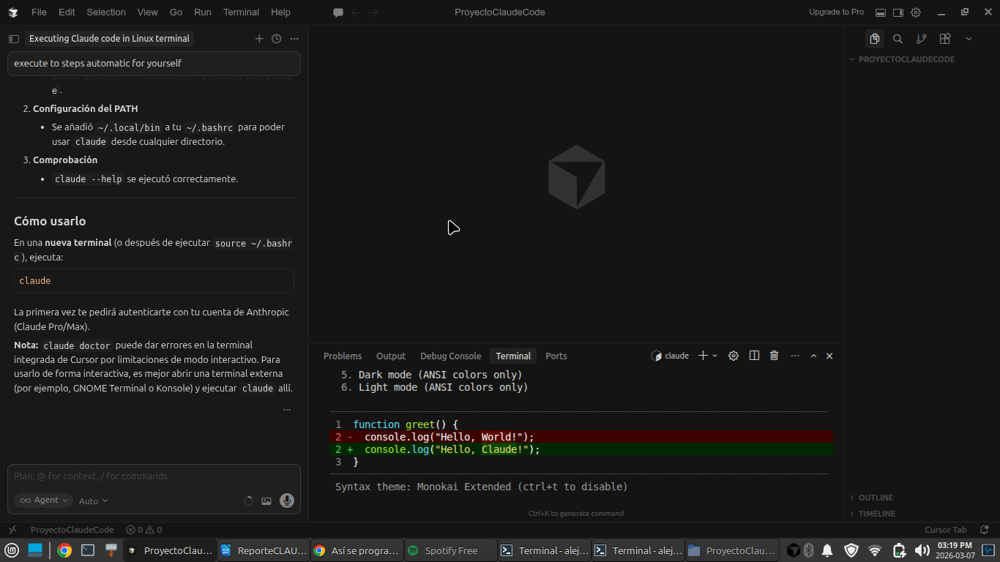 File Edit Selection View Go Run Terminal Help
ProyectoClaudeCode
Upgrade to Pro
Executing Claude code in Linux terminal
execute to steps automatic for yourself
e .
2. Configuración del PATH
• Se añadió ~/.local/bin a tu ~/.bashrc para poder
usar claude desde cualquier directorio.
3. Comprobación
• claude --help se ejecutó correctamente.
Cómo usarlo
En una nueva terminal (o después de ejecutar source ~/.bashr
c ), ejecuta:
claude
La primera vez te pedirá autenticarte con tu cuenta de Anthropic
(Claude Pro/Max).
Nota: claude doctor puede dar errores en la terminal
integrada de Cursor por limitaciones de modo interactivo. Para
usarlo de forma interactiva, es mejor abrir una terminal externa
(por ejemplo, GNOME Terminal o Konsole) y ejecutar claude allí.
Plan, @ for context, / for commands
Agent
Auto
Problems Output Debug Console Terminal Ports
claude
5. Dark mode (ANSI colors only)
6. Light mode (ANSI colors only)
1 function greet() {
2 - console.log("Hello, World!");
2 + console.log("Hello, Claude!");
3 }
Syntax theme: Monokai Extended (ctrl+t to disable)
Ctrl+K to generate command
PROYECTOCLAUDECODE
OUTLINE
TIMELINE
ProyectoClaudeCode 0 0
Cursor Tab
ProyectoClau... ReporteCLAU... Así se progra... Spotify Free Terminal - alej... Terminal - alej... ProyectoClau...
03:19 PM
2026-03-07